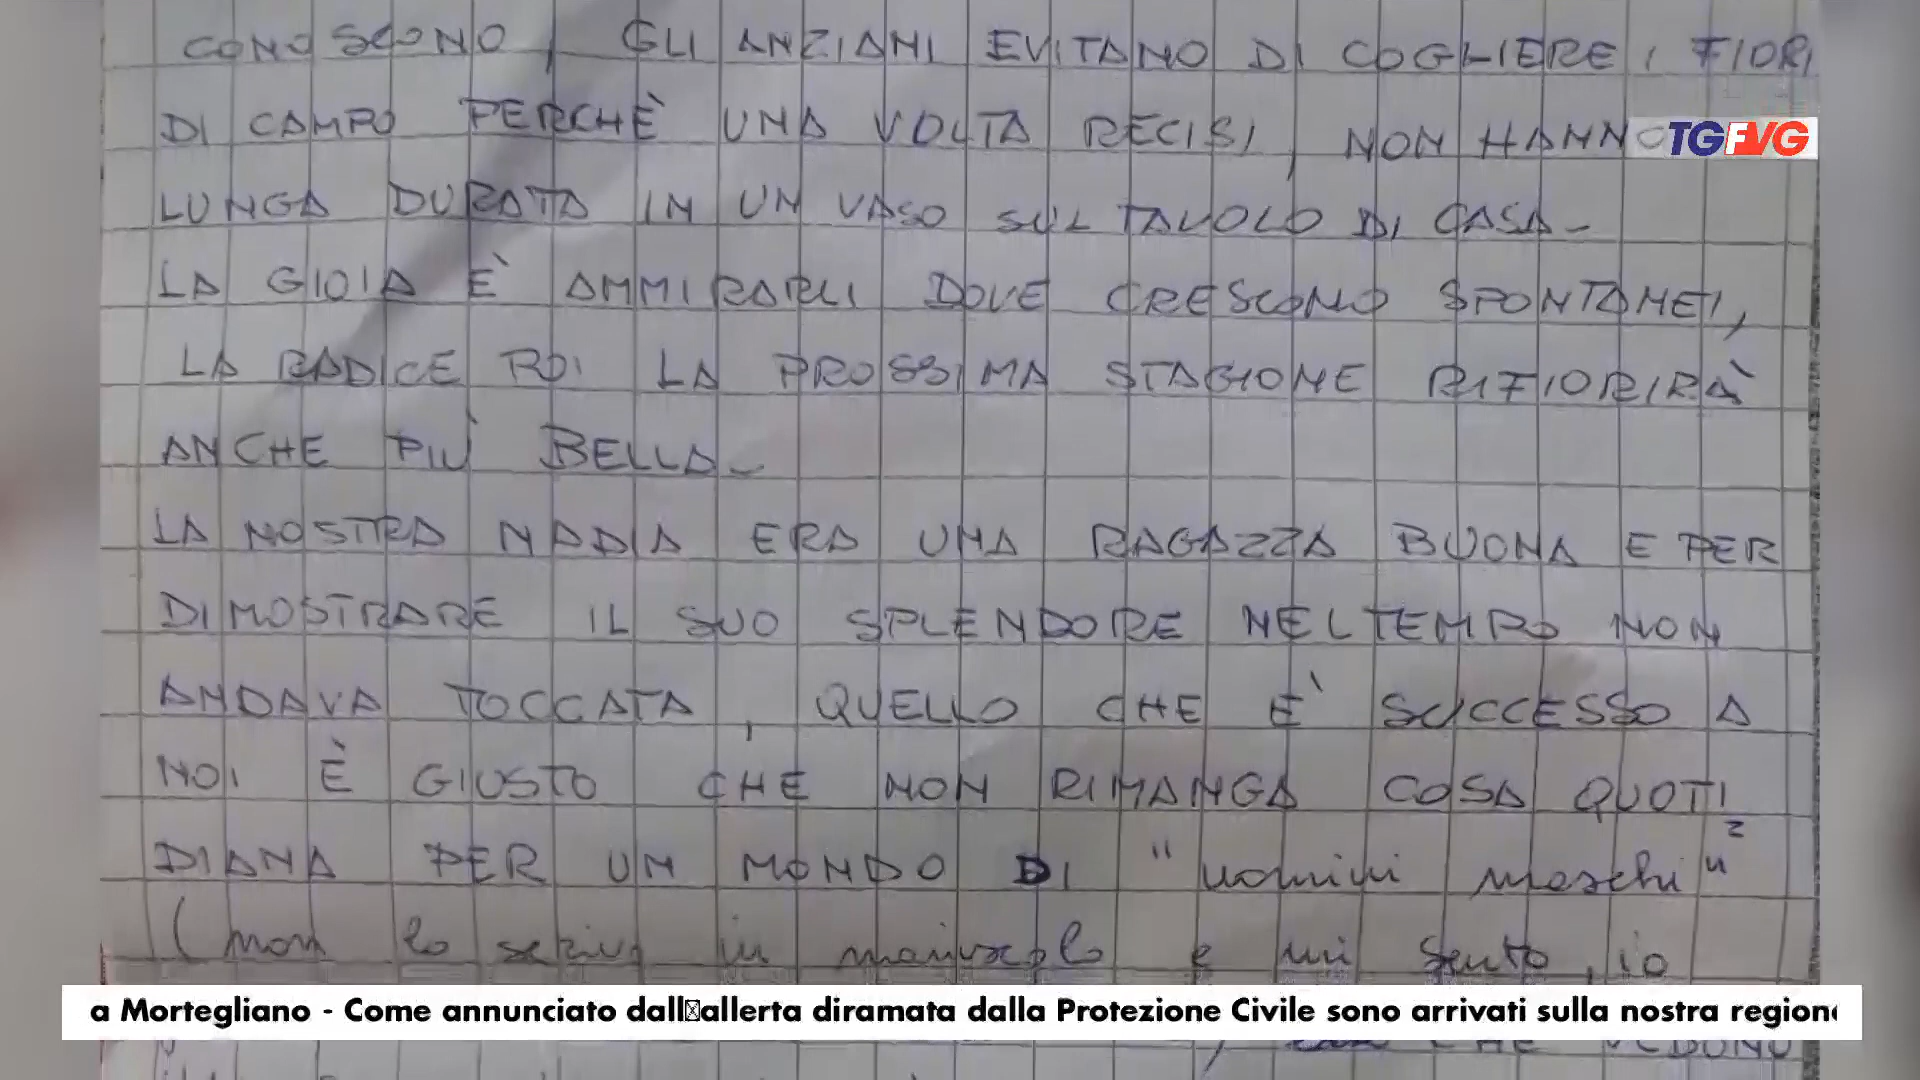 CONOSCONO, GLI ANZIANI EVITANO DI COGLIERE I FIORI
DI CAMPO PERCHÈ UNA VOLTA RECISI, NON HANNO
TGFVG
LUNGA DURATA IN UN VASO SUL TAVOLO DI CASA-
LA GIOIA È AMMIRARLI DOVE CRESCONO SPONTANEI,
LA RADICE POI LA PROSSIMA STAGIONE RIFIORIRÀ
ANCHE PIÙ BELLA-
LA NOSTRA NADIA ERA UNA RAGAZZA BUONA E PER
DIMOSTRARE IL SUO SPLENDORE NEL TEMPO NON
ANDAVA TOCCATA, QUELLO CHE È SUCCESSO A
NOI È GIUSTO CHE NON RIMANGA COSA QUOTI=
DIANA PER UN MONDO DI "uomini maschi"
(non lo scrivo in maiuscolo e mi sento, io
a Mortegliano - Come annunciato dall allerta diramata dalla Protezione Civile sono arrivati sulla nostra regione
CHE VEDONO